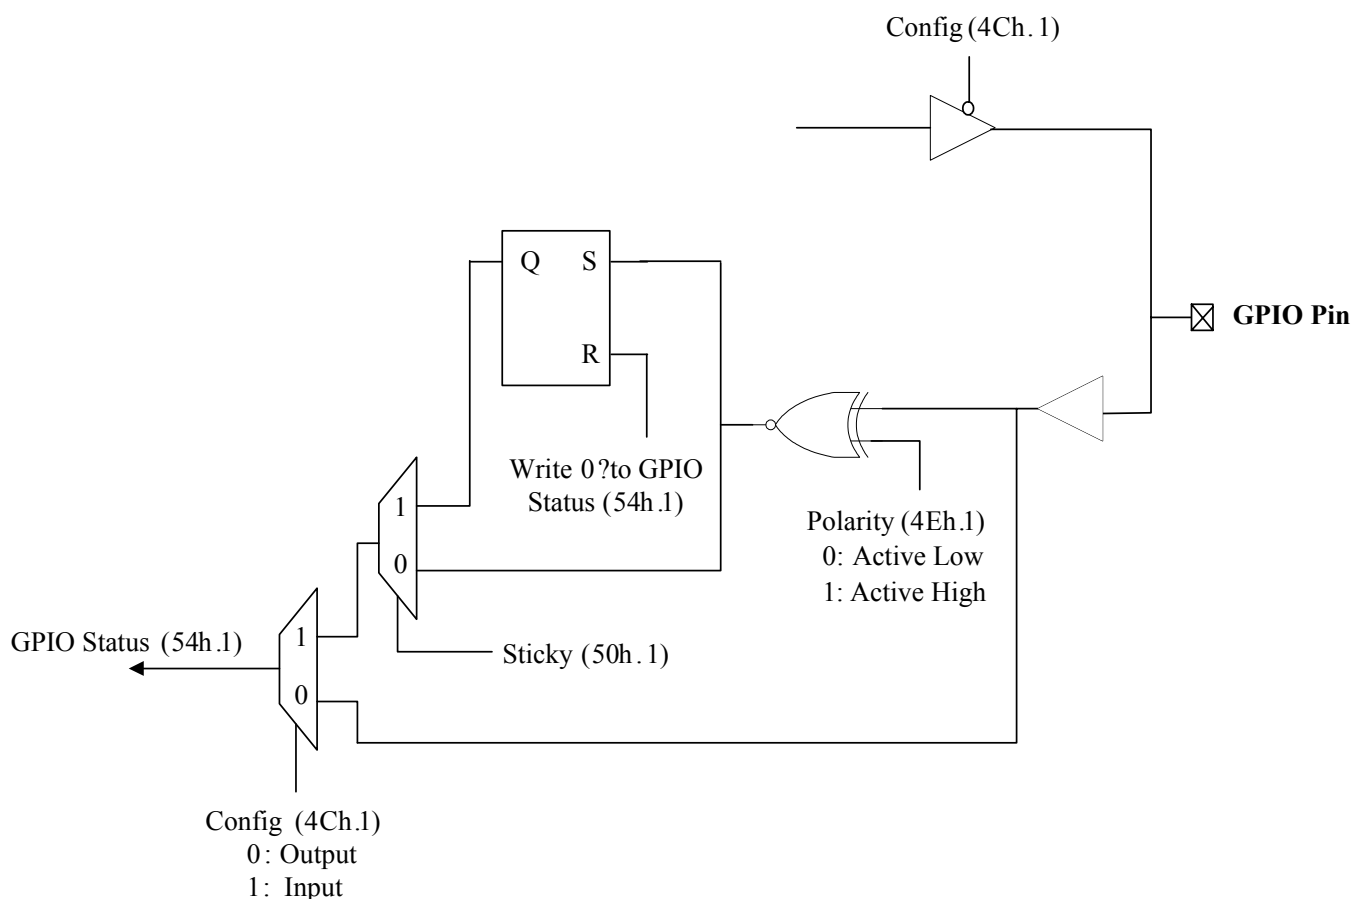 Config (4Ch.1)
Q S
R
GPIO Pin
Write 0?to GPIO
Status (54h.1)
1
0
Polarity (4Eh.1)
0: Active Low
1: Active High
GPIO Status (54h.1)
1
0
Sticky (50h.1)
Config (4Ch.1)
0: Output
1: Input